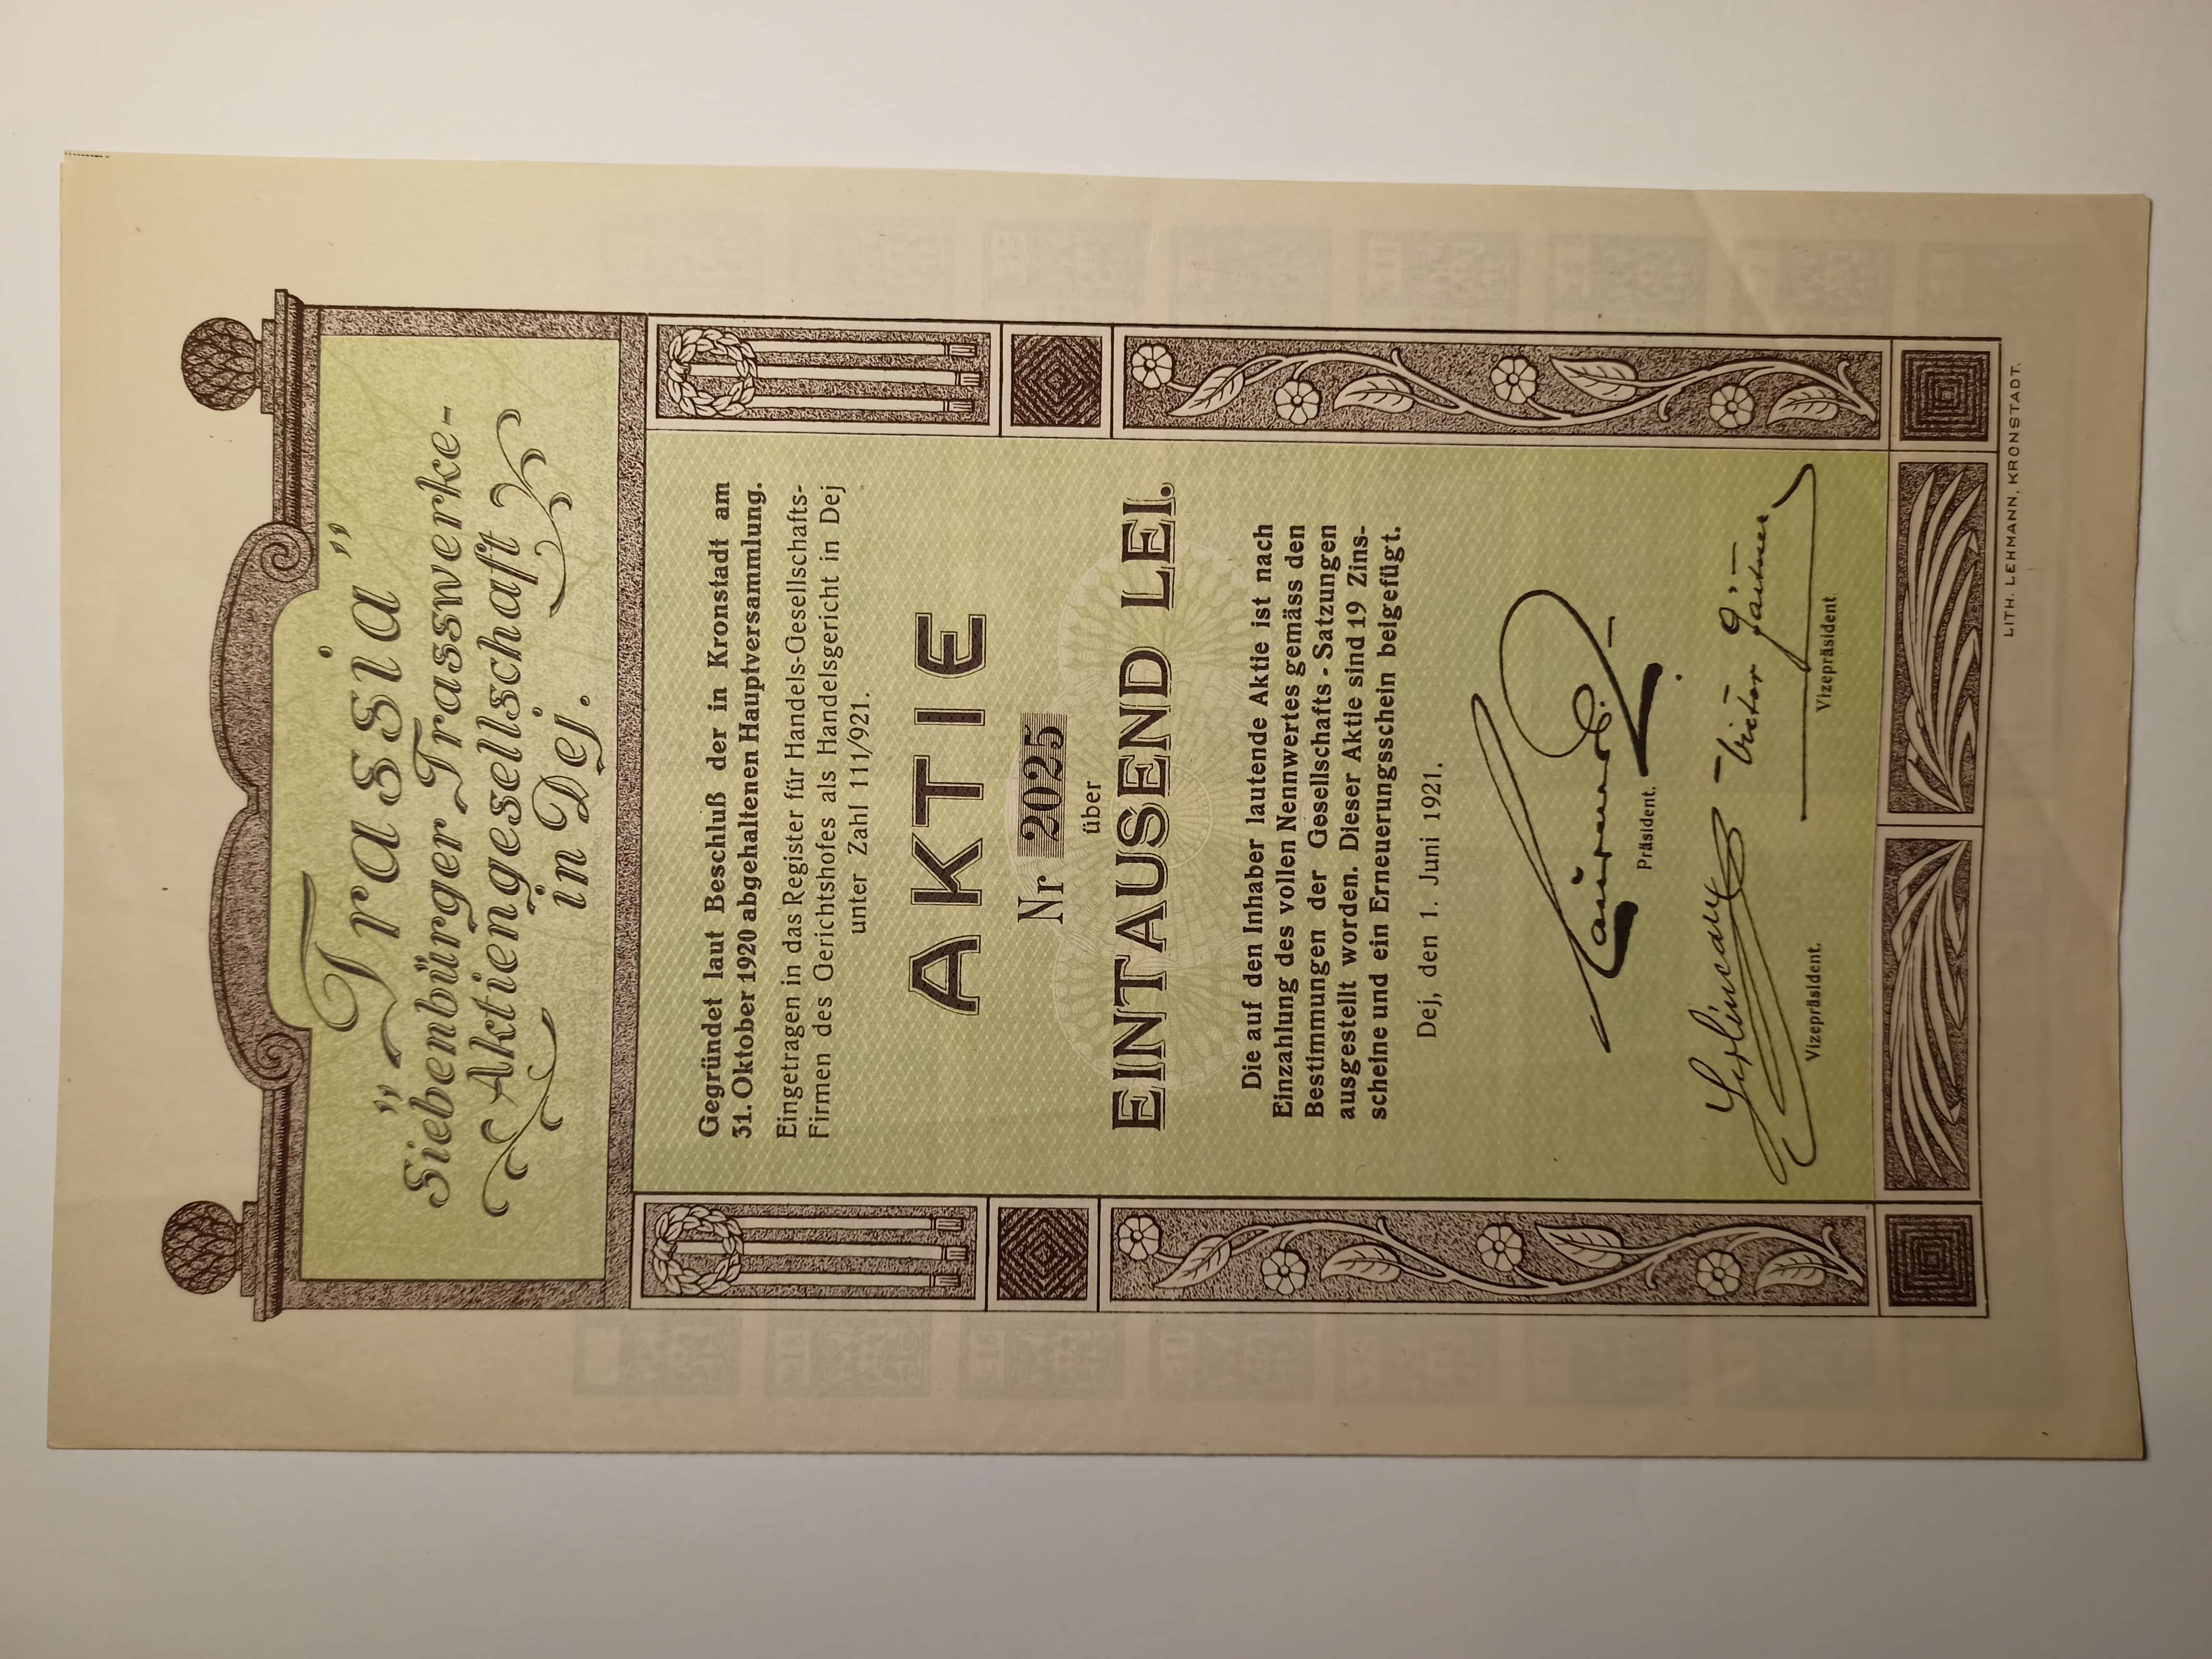 "Trassia"
Siebenbürger Trasswerke-
Aktiengesellschaft
in Dej.
Gegründet laut Beschluß der in Kronstadt am
31. Oktober 1920 abgehaltenen Hauptversammlung.
Eingetragen in das Register für Handels-Gesellschafts-
Firmen des Gerichtshofes als Handelsgericht in Dej
unter Zahl 111/921.
AKTIE
Nr 2025
über
EINTAUSEND LEI.
Die auf den Inhaber lautende Aktie ist nach
Einzahlung des vollen Nennwertes gemäss den
Bestimmungen der Gesellschafts-Satzungen
ausgestellt worden. Dieser Aktie sind 19 Zins-
scheine und ein Erneuerungsschein beigefügt.
Dej, den 1. Juni 1921.
Präsident.
Victor
Vizepräsident.
Vizepräsident.
LITH. LEHMANN, KRONSTADT.